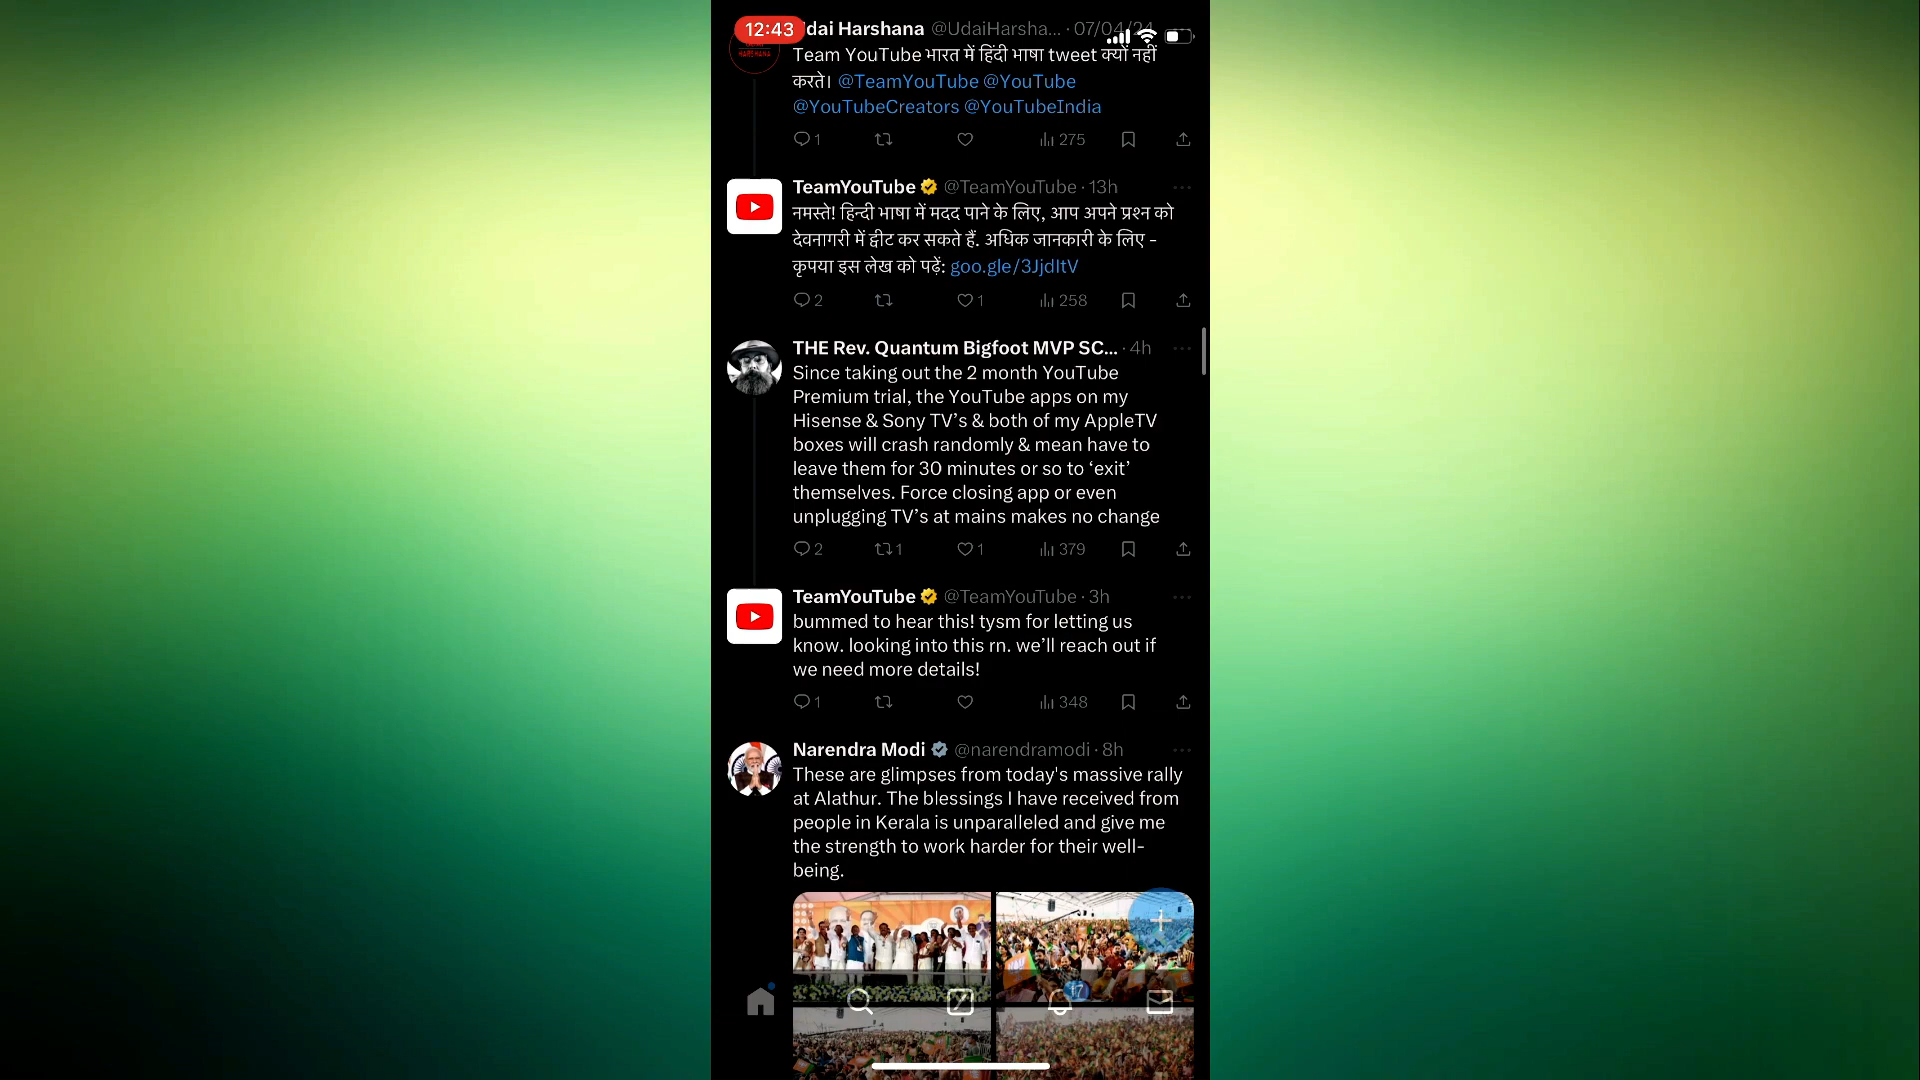 12:43
dai Harshana @UdaiHarsha... · 07/04/24
Team YouTube भारत में हिंदी भाषा tweet क्यों नहीं
करते। @TeamYouTube @YouTube
@YouTubeCreators @YouTubeIndia
1 275
TeamYouTube @TeamYouTube · 13h
नमस्ते! हिन्दी भाषा में मदद पाने के लिए, आप अपने प्रश्न को
देवनागरी में ट्वीट कर सकते हैं. अधिक जानकारी के लिए -
कृपया इस लेख को पढ़ें: goo.gle/3JjdItV
2 1 258
THE Rev. Quantum Bigfoot MVP SC... · 4h
Since taking out the 2 month YouTube
Premium trial, the YouTube apps on my
Hisense & Sony TV’s & both of my AppleTV
boxes will crash randomly & mean have to
leave them for 30 minutes or so to ‘exit’
themselves. Force closing app or even
unplugging TV’s at mains makes no change
2 1 1 379
TeamYouTube @TeamYouTube · 3h
bummed to hear this! tysm for letting us
know. looking into this rn. we’ll reach out if
we need more details!
1 348
Narendra Modi @narendramodi · 8h
These are glimpses from today's massive rally
at Alathur. The blessings I have received from
people in Kerala is unparalleled and give me
the strength to work harder for their well-
being.
17